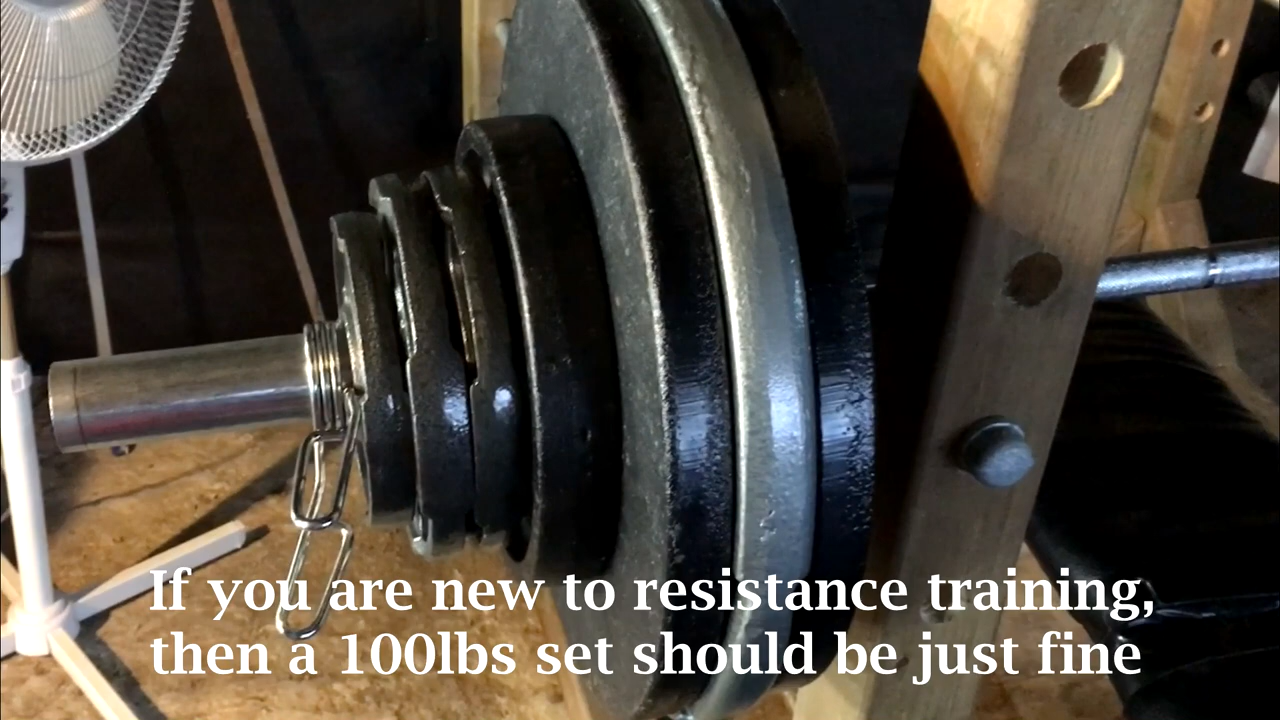 If you are new to resistance training,
then a 100lbs set should be just fine